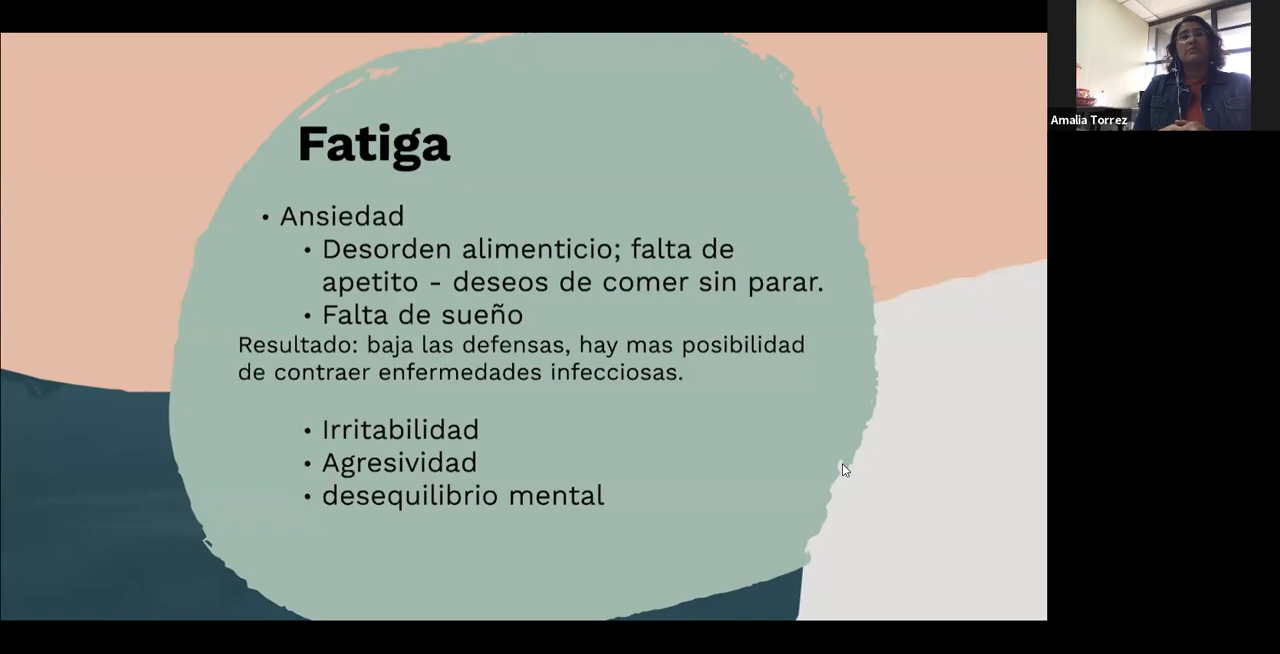 Fatiga
• Ansiedad
• Desorden alimenticio; falta de
apetito - deseos de comer sin parar.
• Falta de sueño
Resultado: baja las defensas, hay mas posibilidad
de contraer enfermedades infecciosas.
• Irritabilidad
• Agresividad
• desequilibrio mental
Amalia Torrez